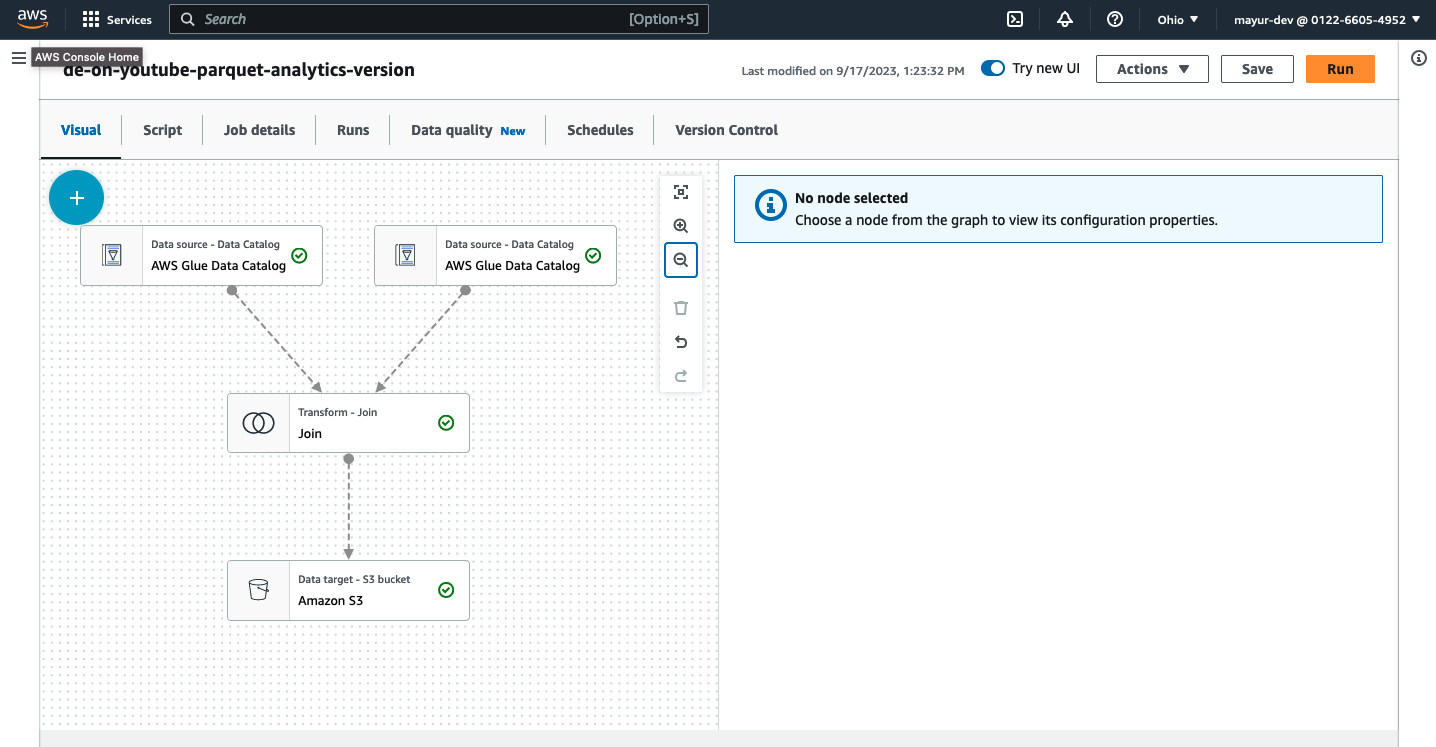 aws
Services
Search
[Option+S]
Ohio
mayur-dev @ 0122-6605-4952
AWS Console Home
de-on-youtube-parquet-analytics-version
Last modified on 9/17/2023, 1:23:32 PM
Try new UI
Actions
Save
Run
Visual
Script
Job details
Runs
Data quality New
Schedules
Version Control
Data source - Data Catalog
AWS Glue Data Catalog
Data source - Data Catalog
AWS Glue Data Catalog
Transform - Join
Join
Data target - S3 bucket
Amazon S3
No node selected
Choose a node from the graph to view its configuration properties.